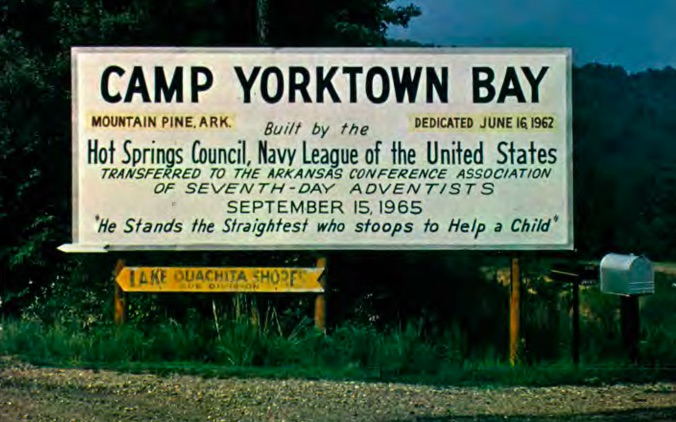 CAMP YORKTOWN BAY
MOUNTAIN PINE, ARK. Built by the DEDICATED JUNE 16, 1962
Hot Springs Council, Navy League of the United States
TRANSFERRED TO THE ARKANSAS CONFERENCE ASSOCIATION
OF SEVENTH-DAY ADVENTISTS
SEPTEMBER 15, 1965
"He Stands the Straightest who stoops to Help a Child"
LAKE OUACHITA SHORES
SUB DIVISION